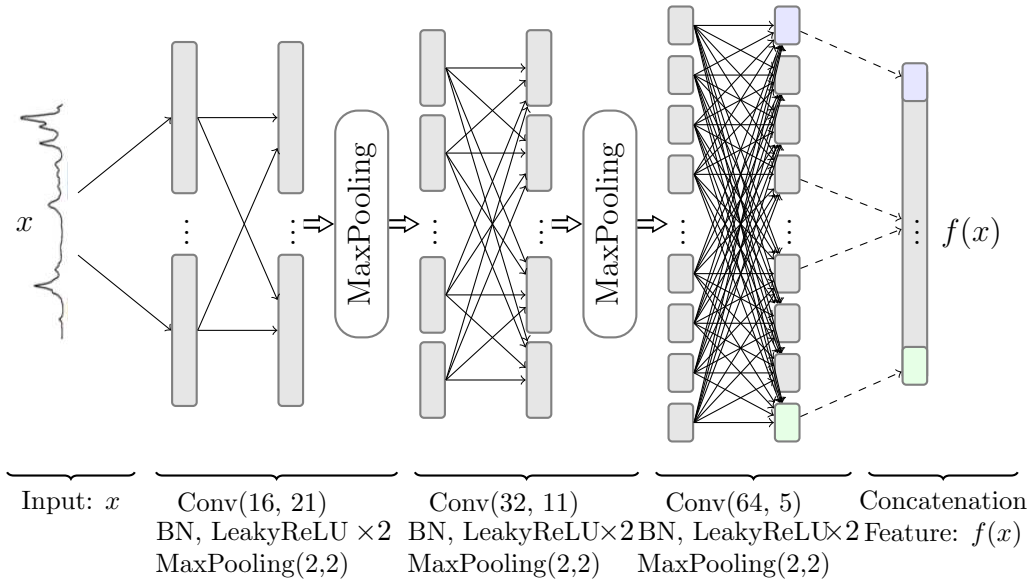 x
⋮
⋮
MaxPooling
⋮
⋮
MaxPooling
⋮
⋮
⋮
f(x)
Input: x
Conv(16, 21)
BN, LeakyReLU ×2
MaxPooling(2,2)
Conv(32, 11)
BN, LeakyReLU×2
MaxPooling(2,2)
Conv(64, 5)
BN, LeakyReLU×2
MaxPooling(2,2)
Concatenation
Feature: f(x)